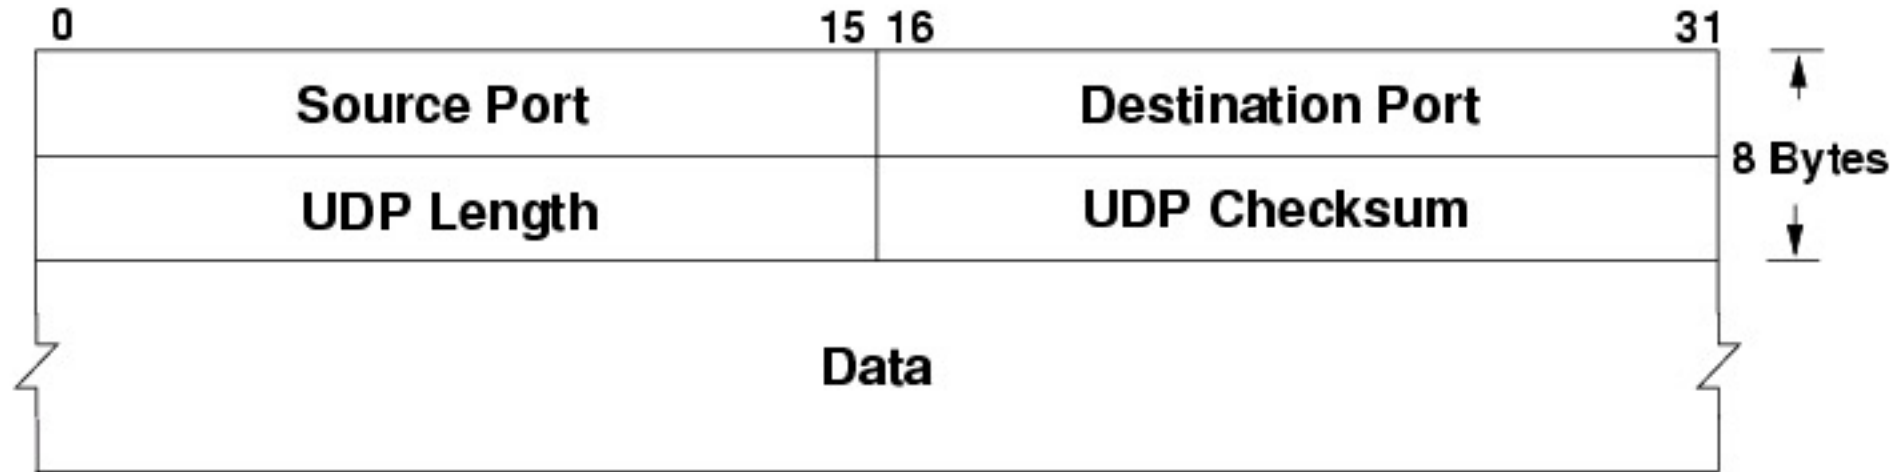 0 15 16 31
Source Port Destination Port
8 Bytes
UDP Length UDP Checksum
Data